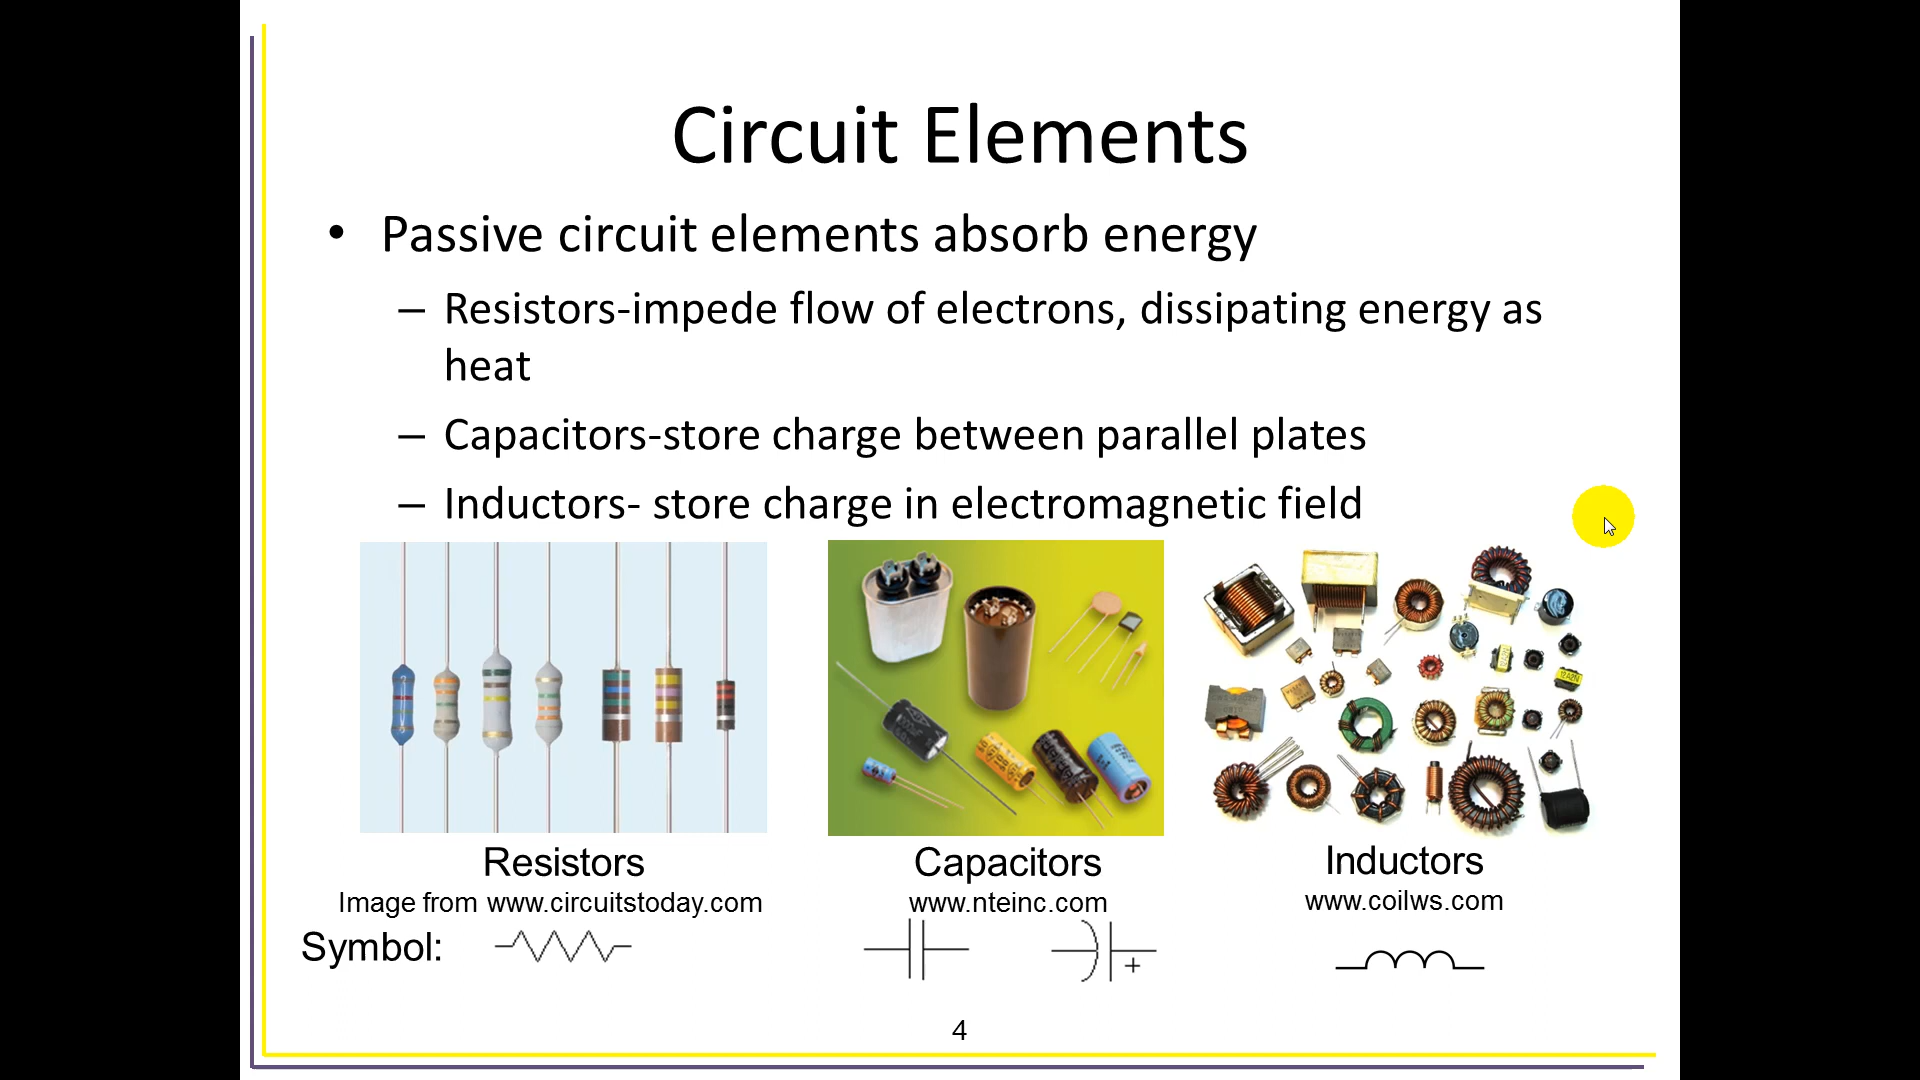 Circuit Elements
• Passive circuit elements absorb energy
– Resistors-impede flow of electrons, dissipating energy as
heat
– Capacitors-store charge between parallel plates
– Inductors- store charge in electromagnetic field
Resistors
Image from www.circuitstoday.com
Capacitors
www.nteinc.com
Inductors
www.coilws.com
Symbol:
+
4